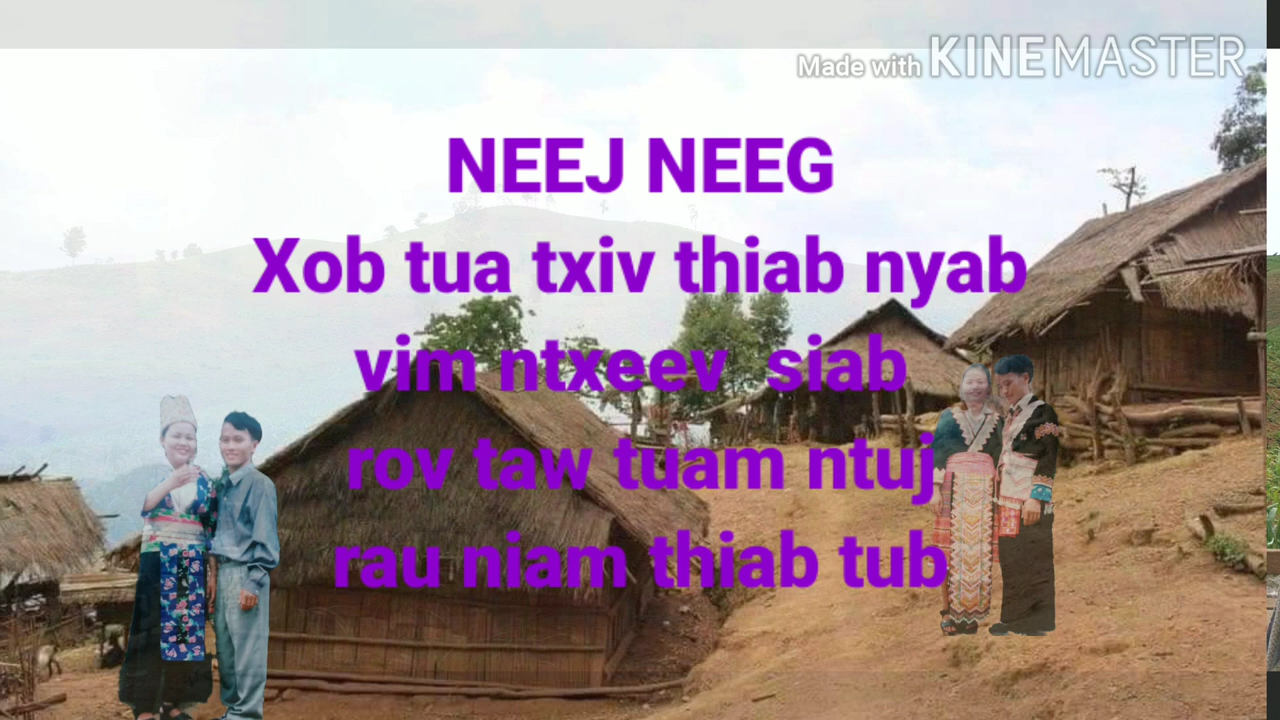 Made with KINEMASTER
NEEJ NEEG
Xob tua txiv thiab nyab
vim ntxeev siab
rov taw tuam ntuj
rau niam thiab tub